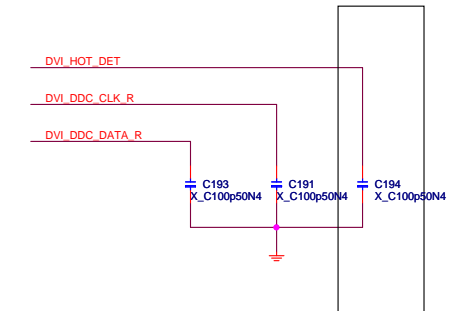 DVI_HOT_DET
DVI_DDC_CLK_R
DVI_DDC_DATA_R
C193 C191 C194
X_C100p50N4 X_C100p50N4 X_C100p50N4